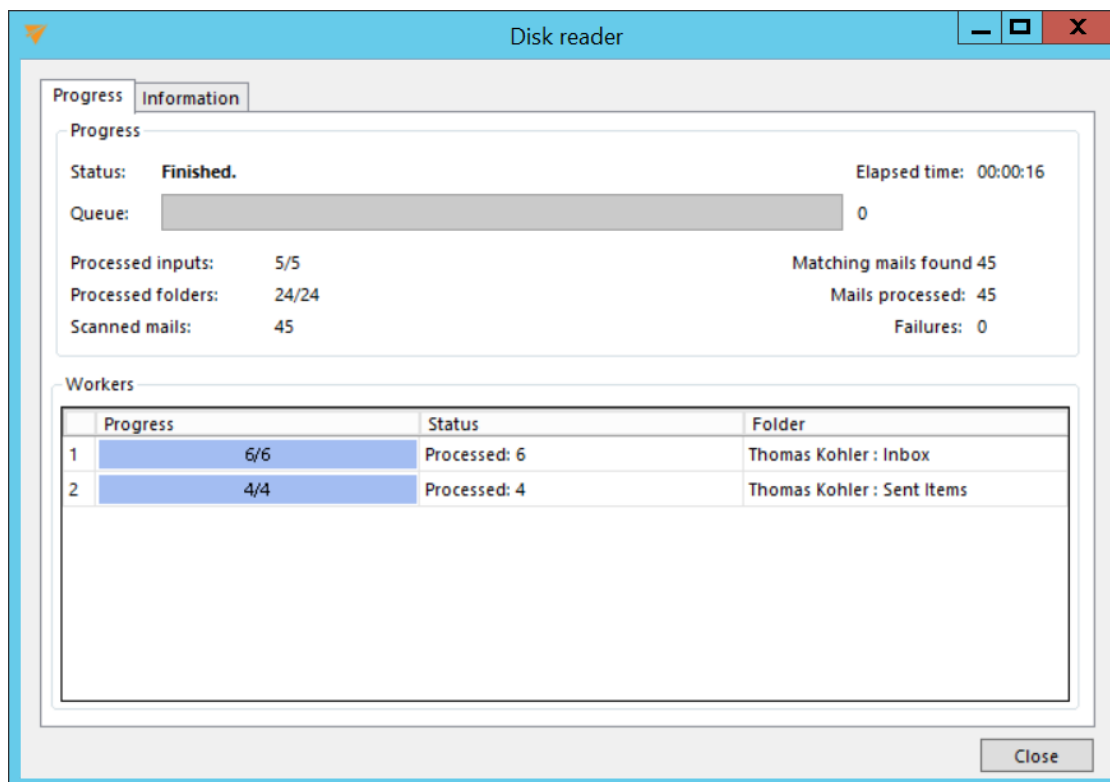 Disk reader
X
Progress Information
Progress
Status: Finished. Elapsed time: 00:00:16
Queue: 0
Processed inputs: 5/5 Matching mails found 45
Processed folders: 24/24 Mails processed: 45
Scanned mails: 45 Failures: 0
Workers
Progress Status Folder
1 6/6 Processed: 6 Thomas Kohler : Inbox
2 4/4 Processed: 4 Thomas Kohler : Sent Items
Close